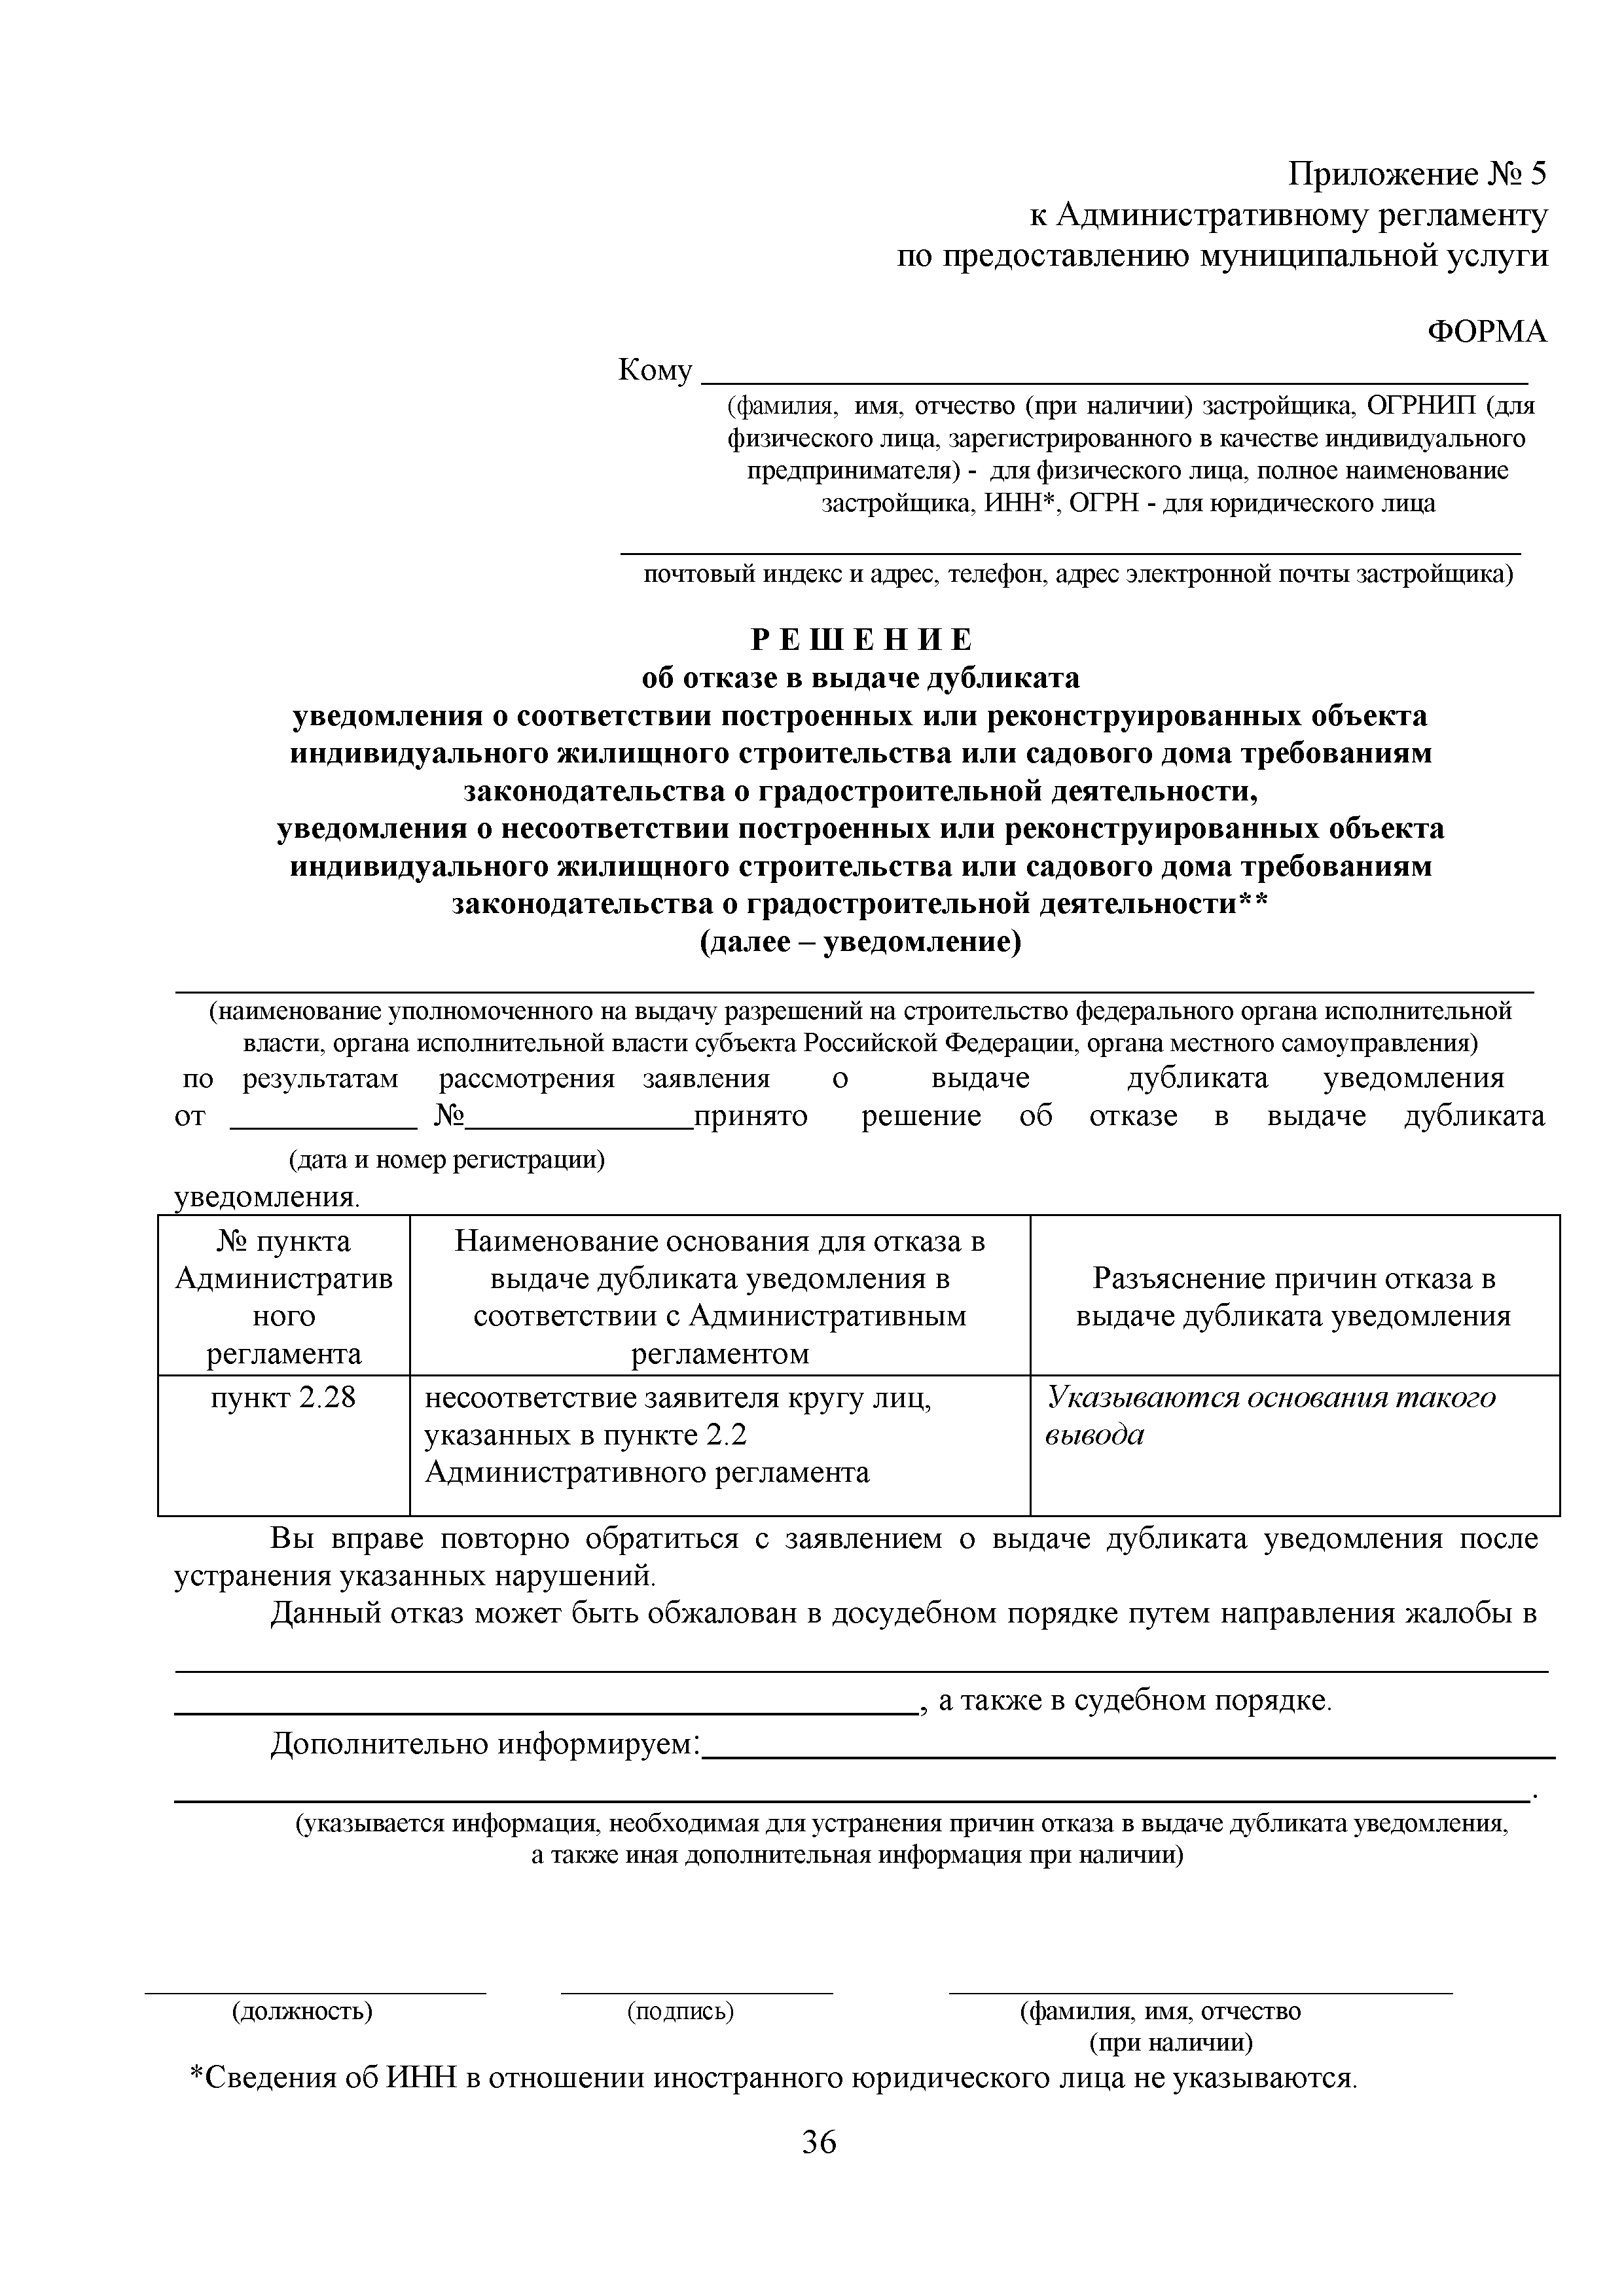 Приложение № 5
к Административному регламенту
по предоставлению муниципальной услуги
ФОРМА
Кому
(фамилия, имя, отчество (при наличии) застройщика, ОГРНИП (для
физического лица, зарегистрированного в качестве индивидуального
предпринимателя) - для физического лица, полное наименование
застройщика, ИНН*, ОГРН - для юридического лица
почтовый индекс и адрес, телефон, адрес электронной почты застройщика)
Р Е Ш Е Н И Е
об отказе в выдаче дубликата
уведомления о соответствии построенных или реконструированных объекта
индивидуального жилищного строительства или садового дома требованиям
законодательства о градостроительной деятельности,
уведомления о несоответствии построенных или реконструированных объекта
индивидуального жилищного строительства или садового дома требованиям
законодательства о градостроительной деятельности**
(далее – уведомление)
(наименование уполномоченного на выдачу разрешений на строительство федерального органа исполнительной
власти, органа исполнительной власти субъекта Российской Федерации, органа местного самоуправления)
по результатам рассмотрения заявления о выдаче дубликата уведомления
от ____________ №_______________принято решение об отказе в выдаче дубликата
(дата и номер регистрации)
уведомления.
№ пункта
Административ
ного
регламента
Наименование основания для отказа в
выдаче дубликата уведомления в
соответствии с Административным
регламентом
Разъяснение причин отказа в
выдаче дубликата уведомления
пункт 2.28
несоответствие заявителя кругу лиц,
указанных в пункте 2.2
Административного регламента
Указываются основания такого
вывода
Вы вправе повторно обратиться с заявлением о выдаче дубликата уведомления после
устранения указанных нарушений.
Данный отказ может быть обжалован в досудебном порядке путем направления жалобы в
, а также в судебном порядке.
Дополнительно информируем:
.
(указывается информация, необходимая для устранения причин отказа в выдаче дубликата уведомления,
а также иная дополнительная информация при наличии)
(должность)
(подпись)
(фамилия, имя, отчество
(при наличии)
*Сведения об ИНН в отношении иностранного юридического лица не указываются.
36